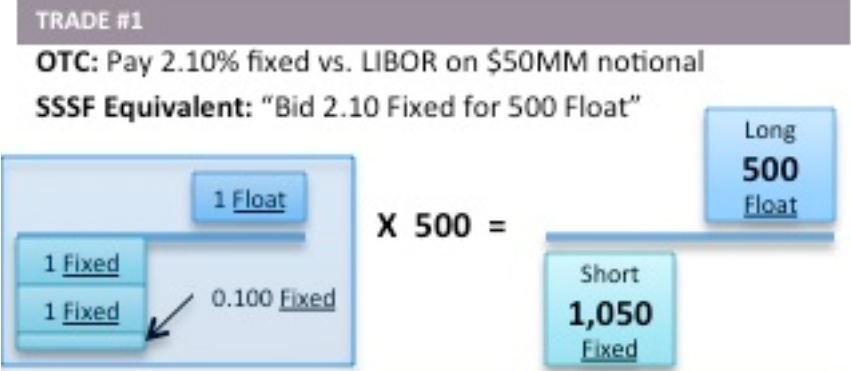 TRADE #1
OTC: Pay 2.10% fixed vs. LIBOR on $50MM notional
SSSF Equivalent: “Bid 2.10 Fixed for 500 Float”
1 Float
1 Fixed
1 Fixed
0.100 Fixed
X 500 =
Long
500
Float
Short
1,050
Fixed